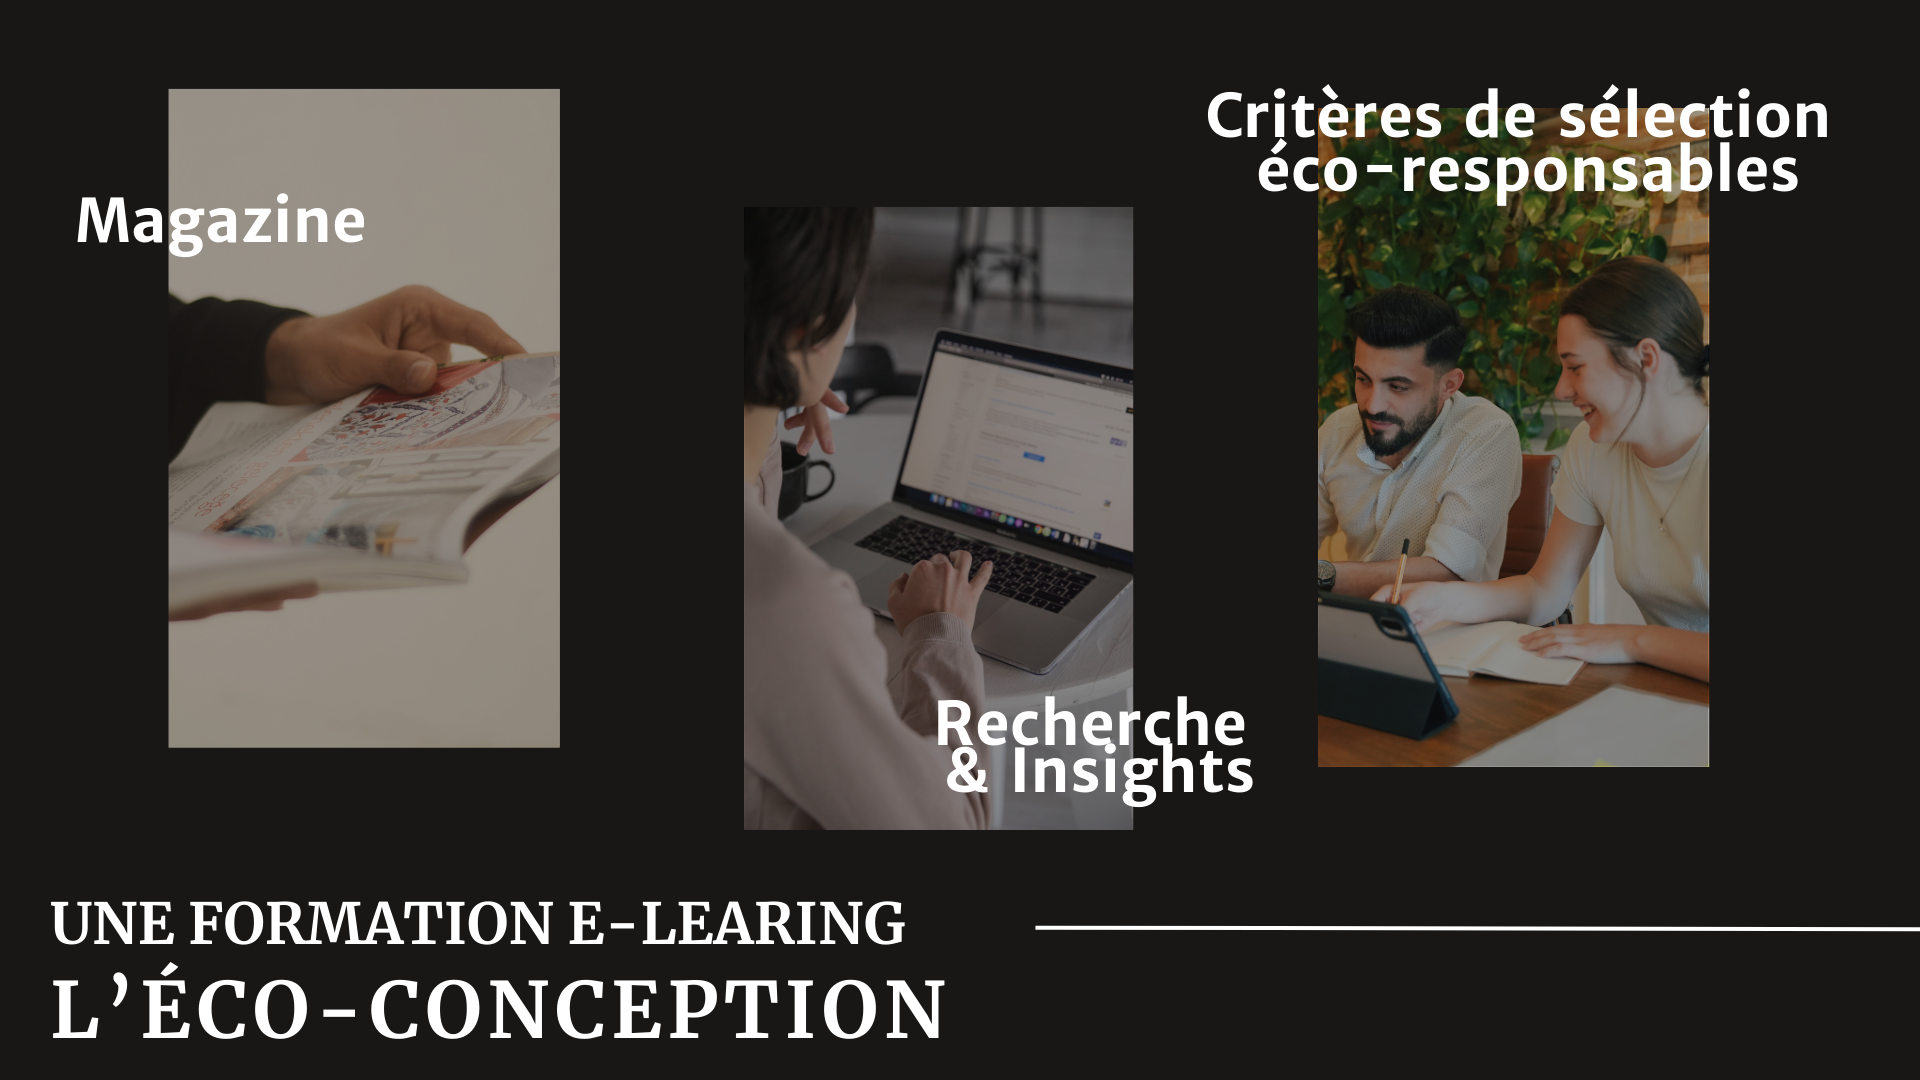 Magazine
Critères de sélection
éco-responsables
Recherche
& Insights
UNE FORMATION E-LEARING
L’ÉCO-CONCEPTION